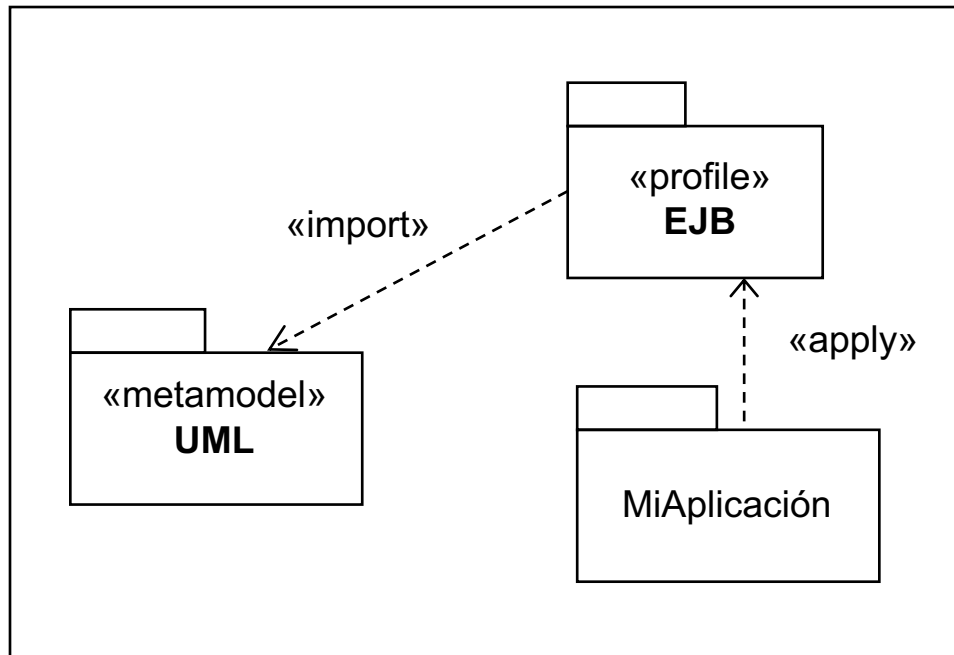 «profile»
EJB
«import»
«apply»
«metamodel»
UML
MiAplicación